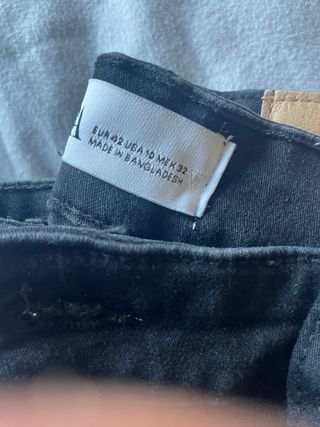 A
EUR 42 USA 10 MEX 32
MADE IN BANGLADESH